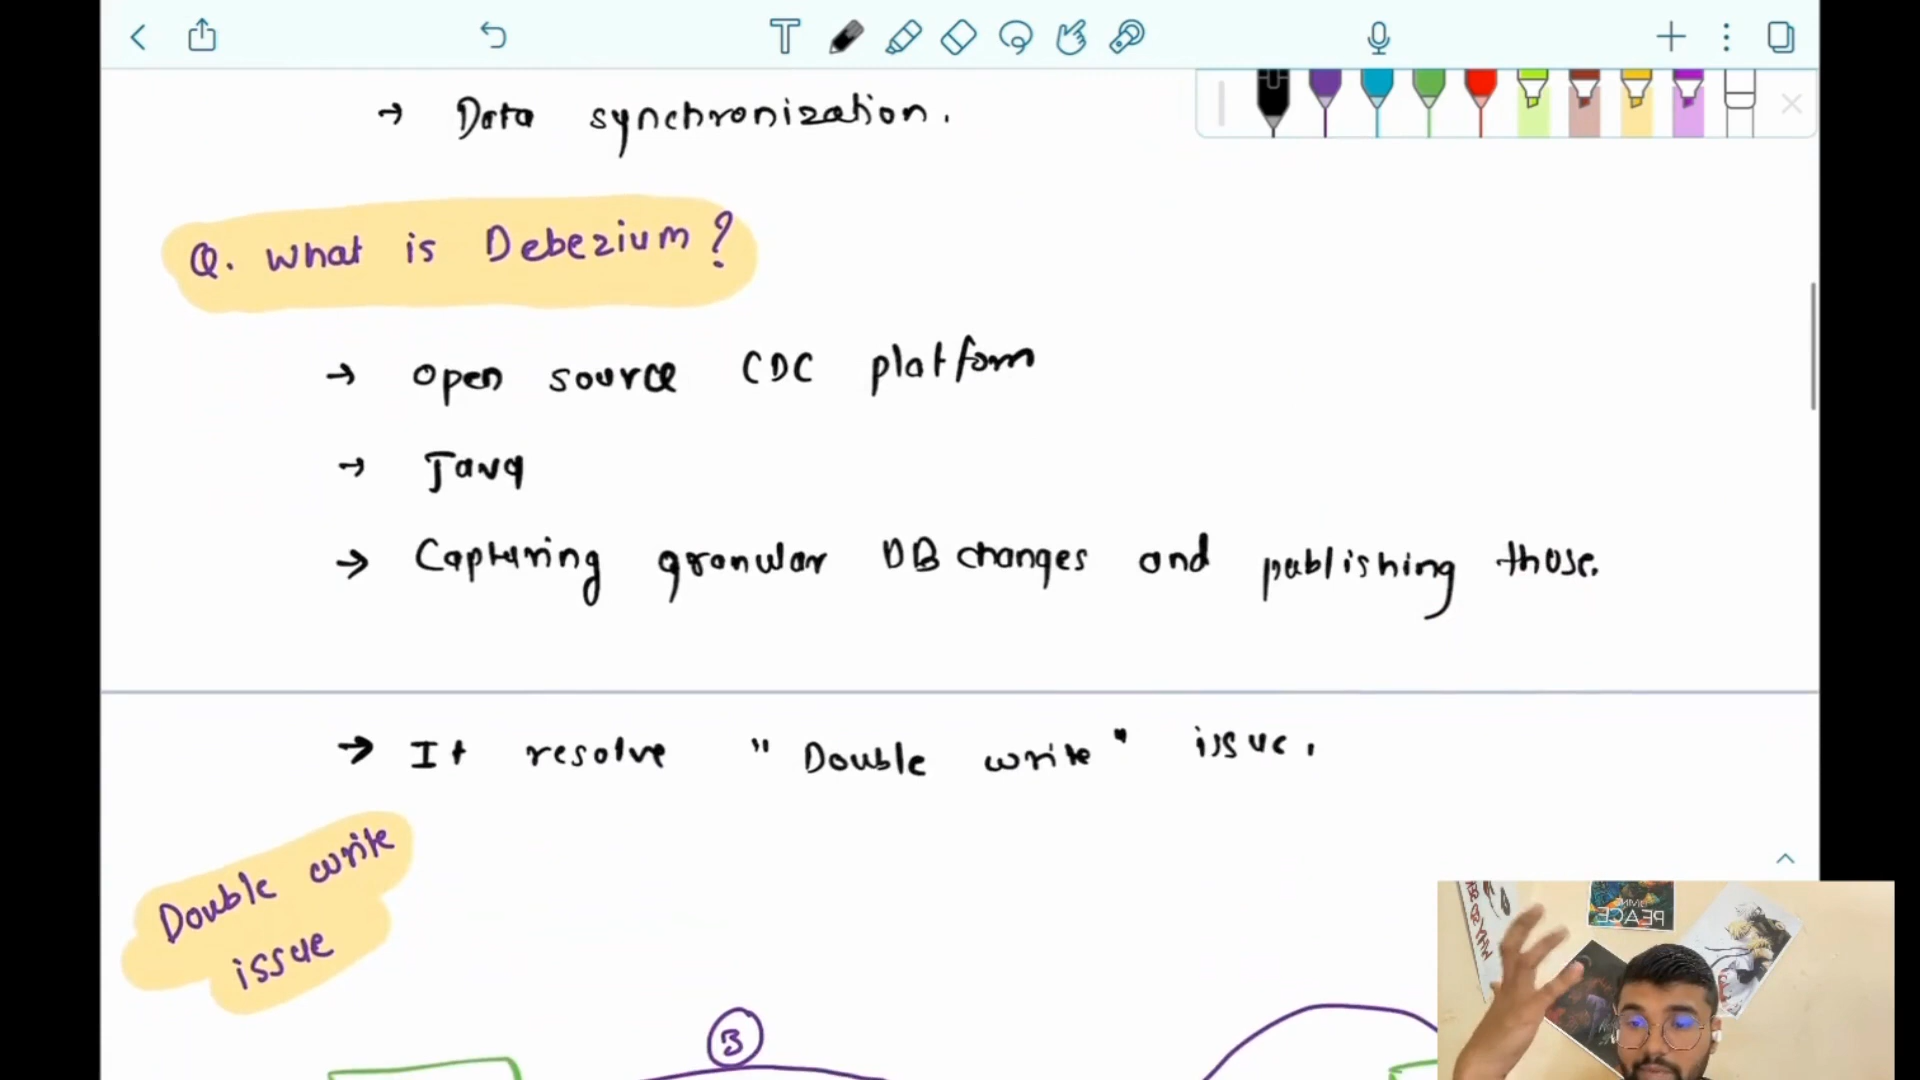 → Data synchronization.
Q. What is Debezium?
→ Open source CDC platform
→ Java
→ Capturing granular DB changes and publishing those.
→ It resolve "Double write" issue.
Double write
issue
3
PEACE